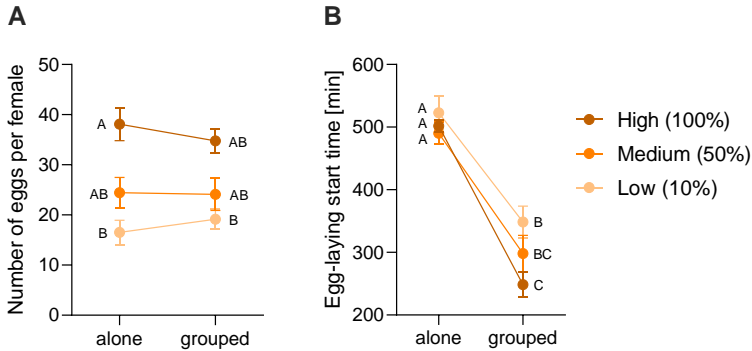 A
B
Number of eggs per female
50
40
30
20
10
0
A
AB
AB
AB
B
B
alone
grouped
Egg-laying start time [min]
600
500
400
300
200
A
A
A
B
BC
C
alone
grouped
High (100%)
Medium (50%)
Low (10%)